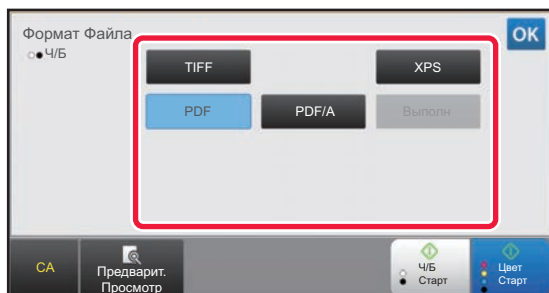 Формат Файла
OK
Ч/Б
TIFF
XPS
PDF
PDF/A
Выполн
CA
Предварит.
Просмотр
Ч/Б
Старт
Цвет
Старт